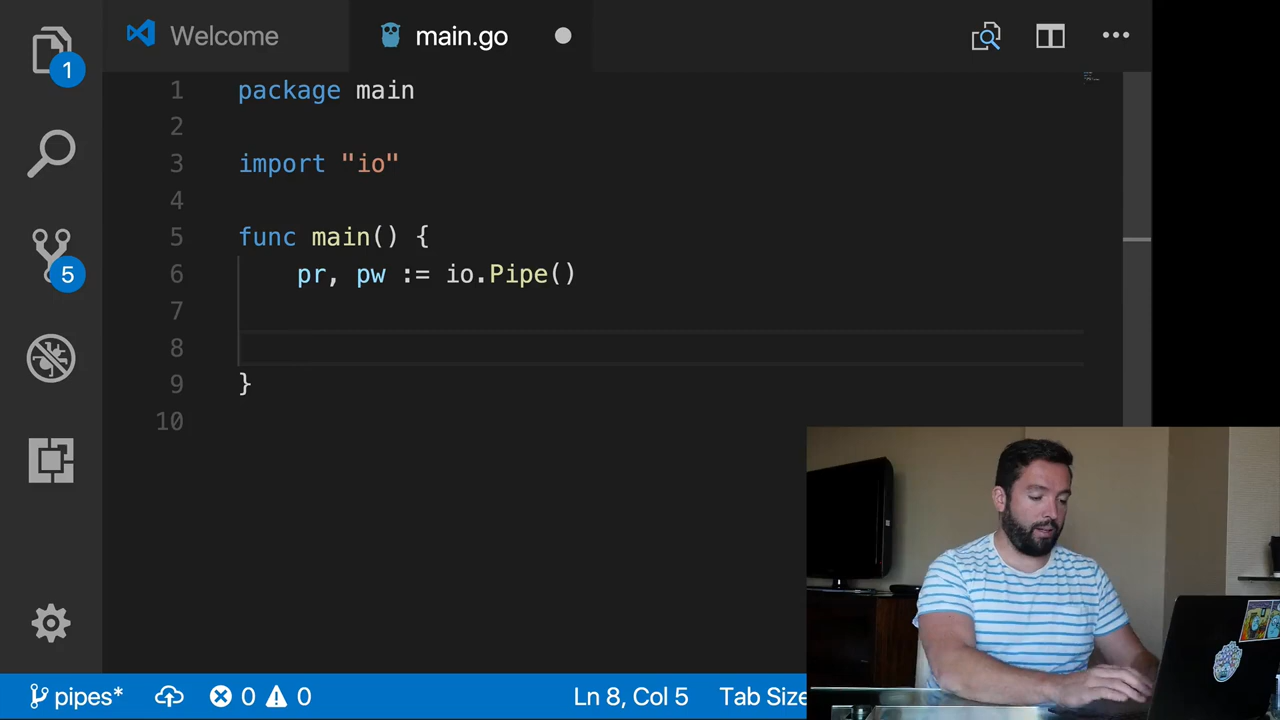 Welcome
main.go
1
1 package main
2
3 import "io"
4
5 func main() {
6 pr, pw := io.Pipe()
7
8
9 }
10
5
pipes* 0 0 Ln 8, Col 5 Tab Size